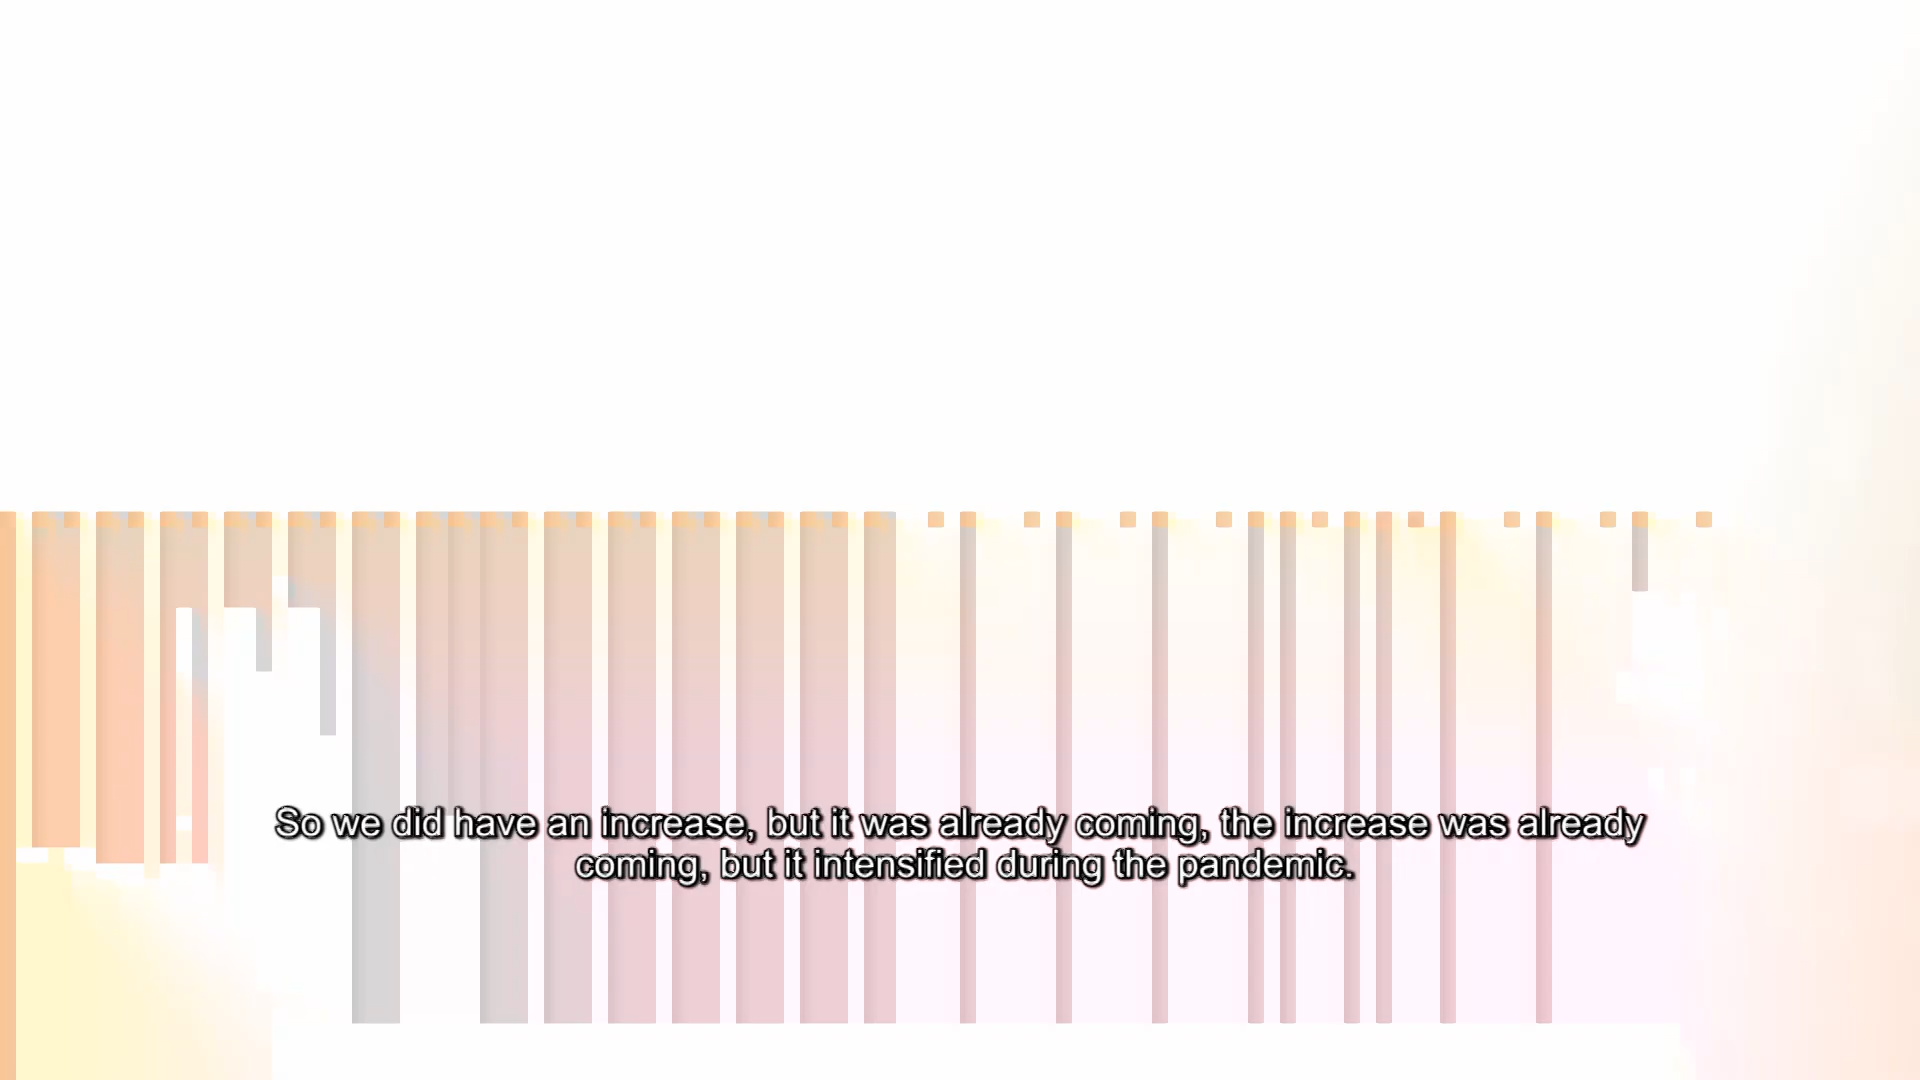 So we did have an increase, but it was already coming, the increase was already
coming, but it intensified during the pandemic.